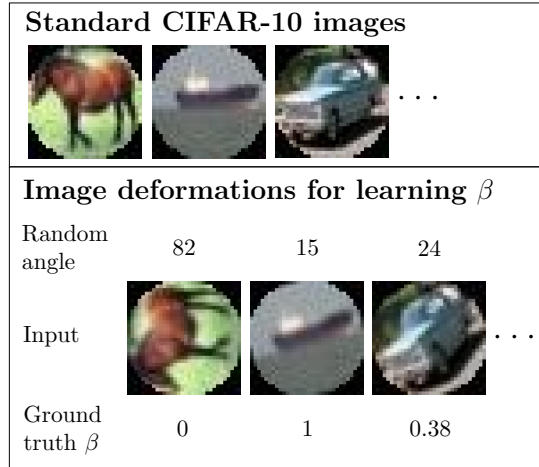 Standard CIFAR-10 images
. . .
Image deformations for learning β
Random
angle
82 15 24
Input
. . .
Ground
truth β
0 1 0.38